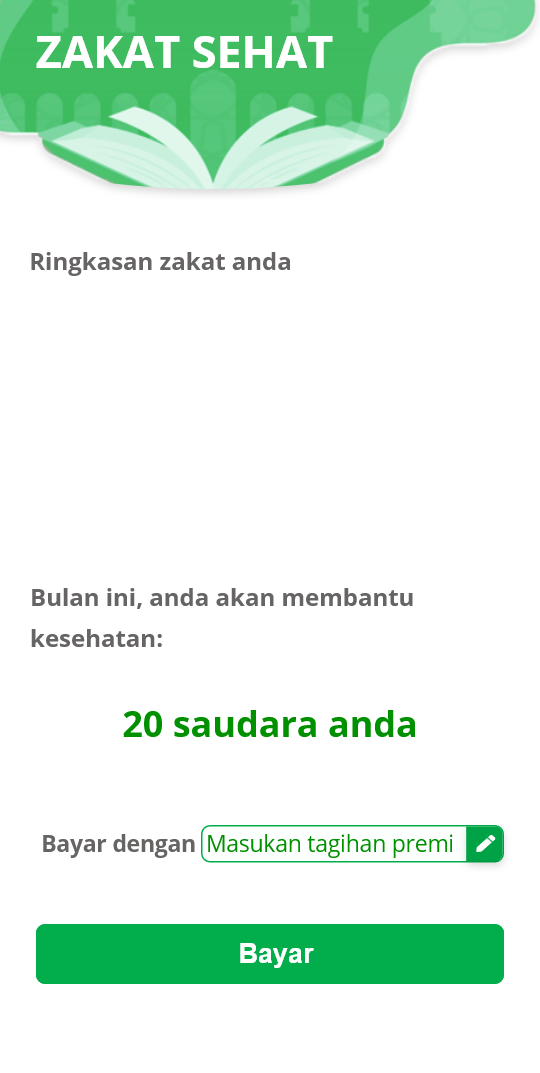 ZAKAT SEHAT
Ringkasan zakat anda
Bulan ini, anda akan membantu
kesehatan:
20 saudara anda
Bayar dengan Masukan tagihan premi
Bayar